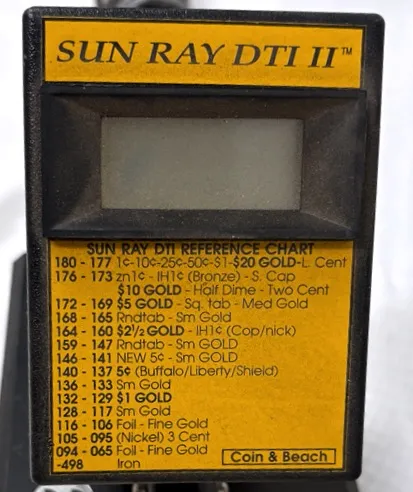 SUN RAY DTI II™
SUN RAY DTI REFERENCE CHART
180 - 177 1¢-10¢-25¢-50¢-$1-$20 GOLD-L. Cent
176 - 173 zn1¢ - IH1¢ (Bronze) - S. Cap
$10 GOLD - Half Dime - Two Cent
172 - 169 $5 GOLD - Sq. tab - Med Gold
168 - 165 Rndtab - Sm Gold
164 - 160 $2½ GOLD - IH1¢ (Cop/nick)
159 - 147 Rndtab - Sm GOLD
146 - 141 NEW 5¢ - Sm GOLD
140 - 137 5¢ (Buffalo/Liberty/Shield)
136 - 133 Sm Gold
132 - 129 $1 GOLD
128 - 117 Sm Gold
116 - 106 Foil - Fine Gold
105 - 095 (Nickel) 3 Cent
094 - 065 Foil - Fine Gold
-498 Iron
Coin & Beach